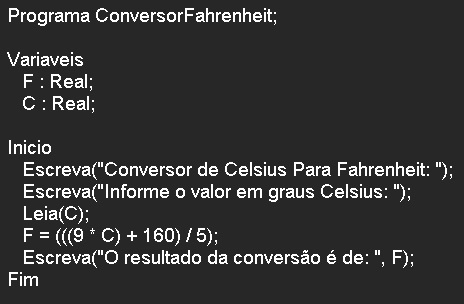 Programa ConversorFahrenheit;
Variaveis
F : Real;
C : Real;
Inicio
Escreva("Conversor de Celsius Para Fahrenheit: ");
Escreva("Informe o valor em graus Celsius: ");
Leia(C);
F = (((9 * C) + 160) / 5);
Escreva("O resultado da conversão é de: ", F);
Fim